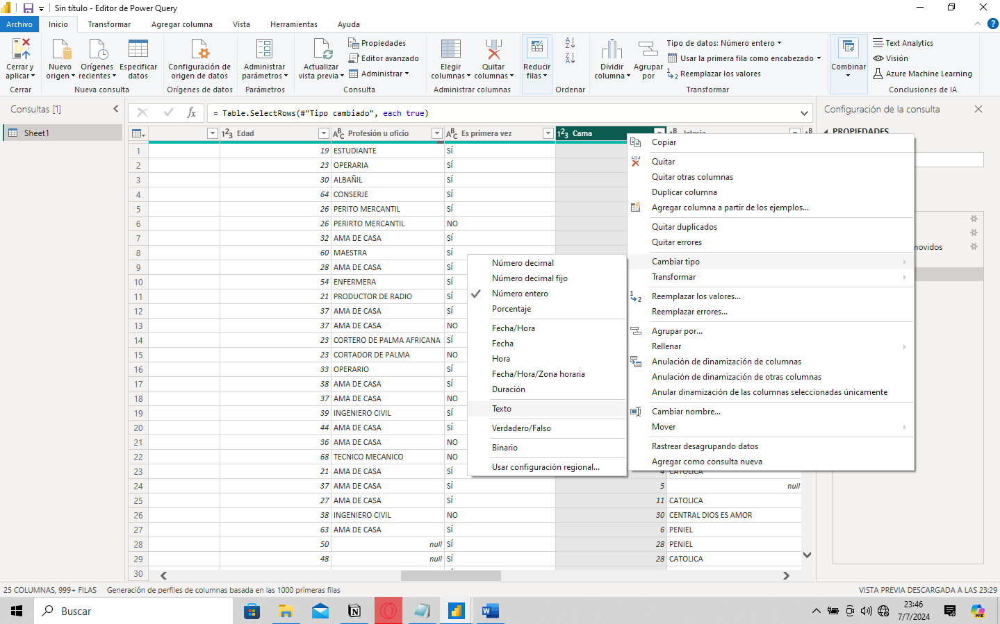 Sin título - Editor de Power Query
Archivo Inicio Transformar Agregar columna Vista Herramientas Ayuda
Cerrar y aplicar
Cerrar
Nuevo origen
Orígenes recientes
Especificar datos
Nueva consulta
Configuración de origen de datos
Orígenes de datos
Administrar parámetros
Parámetros
Actualizar vista previa
Propiedades
Editor avanzado
Administrar
Consulta
Elegir columnas
Quitar columnas
Administrar columnas
Reducir filas
Ordenar
Dividir columna
Agrupar por
Tipo de datos: Número entero
Usar la primera fila como encabezado
Reemplazar los valores
Transformar
Combinar
Text Analytics
Visión
Azure Machine Learning
Conclusiones de IA
Consultas [1]
Sheet1
= Table.SelectRows(#"Tipo cambiado", each true)
Configuración de la consulta
PROPIEDADES
movidos
Edad Profesión u oficio Es primera vez Cama Iglesia
1 19 ESTUDIANTE SÍ
2 23 OPERARIA SÍ
3 30 ALBAÑIL SÍ
4 64 CONSERJE SÍ
5 26 PERITO MERCANTIL SÍ
6 26 PERIRTO MERCANTIL NO
7 32 AMA DE CASA SÍ
8 60 MAESTRA SÍ
9 28 AMA DE CASA SÍ
10 54 ENFERMERA SÍ
11 21 PRODUCTOR DE RADIO SÍ
12 37 AMA DE CASA SÍ
13 37 AMA DE CASA NO
14 23 CORTERO DE PALMA AFRICANA SÍ
15 23 CORTADOR DE PALMA NO
16 33 OPERARIO SÍ
17 38 AMA DE CASA SÍ
18 37 AMA DE CASA NO
19 39 INGENIERO CIVIL SÍ
20 44 AMA DE CASA SÍ
21 36 AMA DE CASA NO
22 68 TECNICO MECANICO NO
23 21 AMA DE CASA SÍ 4 CATOLICA
24 37 AMA DE CASA SÍ 5 null
25 27 AMA DE CASA SÍ 11 CATOLICA
26 38 INGENIERO CIVIL NO 30 CENTRAL DIOS ES AMOR
27 63 AMA DE CASA SÍ 6 PENIEL
28 50 null SÍ 28 PENIEL
29 48 null SÍ 28 CATOLICA
30
Copiar
Quitar
Quitar otras columnas
Duplicar columna
Agregar columna a partir de los ejemplos...
Quitar duplicados
Quitar errores
Cambiar tipo
Transformar
Reemplazar los valores...
Reemplazar errores...
Agrupar por...
Rellenar
Anulación de dinamización de columnas
Anulación de dinamización de otras columnas
Anular dinamización de las columnas seleccionadas únicamente
Cambiar nombre...
Mover
Rastrear desagrupando datos
Agregar como consulta nueva
Número decimal
Número decimal fijo
Número entero
Porcentaje
Fecha/Hora
Fecha
Hora
Fecha/Hora/Zona horaria
Duración
Texto
Verdadero/Falso
Binario
Usar configuración regional...
25 COLUMNAS, 999+ FILAS Generación de perfiles de columnas basada en las 1000 primeras filas
VISTA PREVIA DESCARGADA A LAS 23:29
Buscar
23:46
7/7/2024